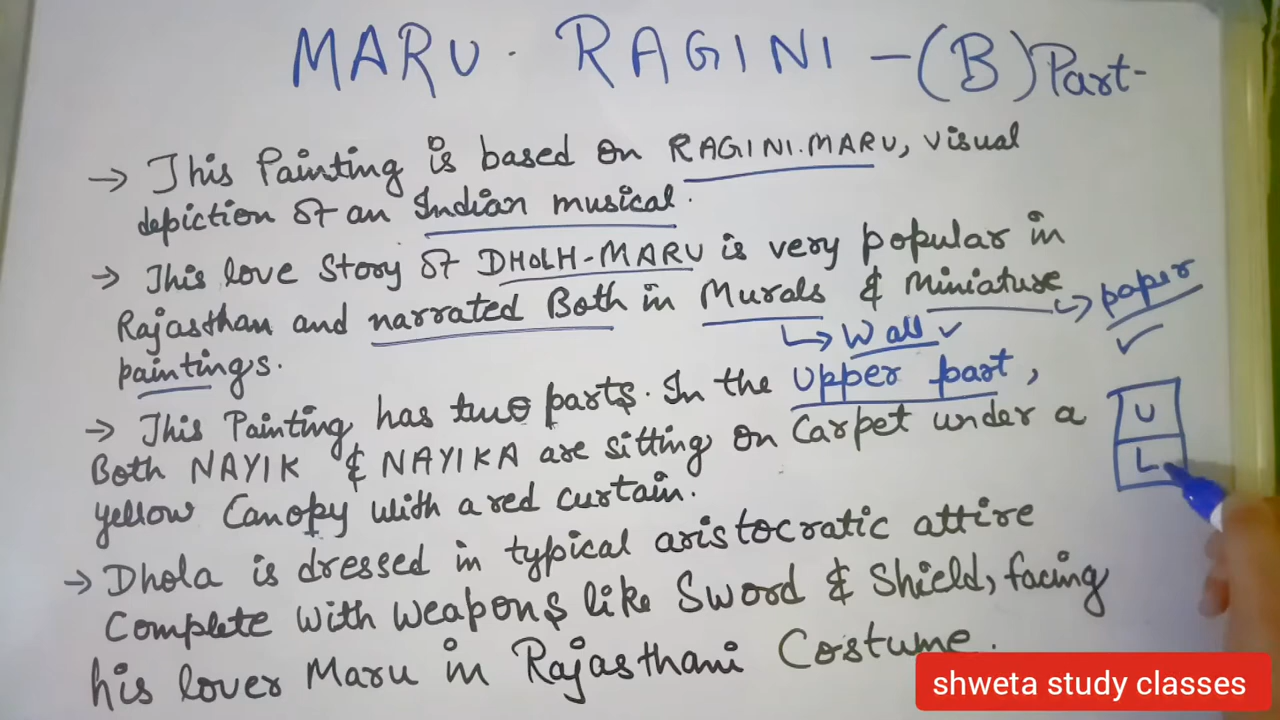 MARU. RAGINI - (B) Part-
→ This Painting is based on RAGINI.MARU, visual
depiction of an Indian musical.
→ This love story of DHOLH-MARU is very popular in
Rajasthan and narrated Both in Murals & Miniature → paper ✓
→ Wall ✓
paintings.
→ This Painting has two parts. In the Upper part,
Both NAYIK & NAYIKA are sitting on Carpet under a
yellow Canopy with a red curtain.
U
L
→ Dhola is dressed in typical aristocratic attire
Complete with weapons like Sword & Shield, facing
his lover Maru in Rajasthani Costume.
shweta study classes